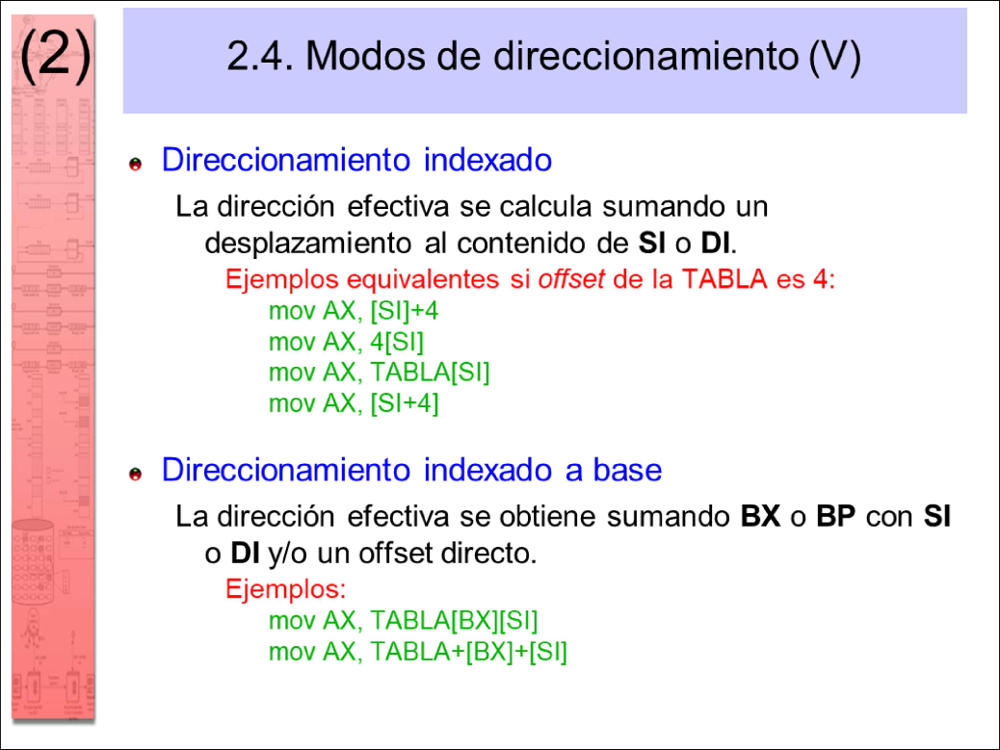 (2)
2.4. Modos de direccionamiento (V)
Direccionamiento indexado
La dirección efectiva se calcula sumando un
desplazamiento al contenido de SI o DI.
Ejemplos equivalentes si offset de la TABLA es 4:
mov AX, [SI]+4
mov AX, 4[SI]
mov AX, TABLA[SI]
mov AX, [SI+4]
Direccionamiento indexado a base
La dirección efectiva se obtiene sumando BX o BP con SI
o DI y/o un offset directo.
Ejemplos:
mov AX, TABLA[BX][SI]
mov AX, TABLA+[BX]+[SI]